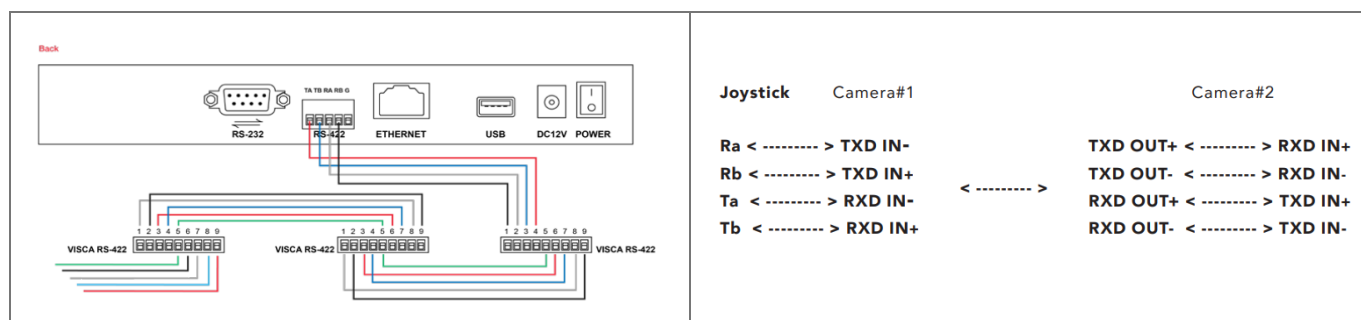 Back
TA TB RA RB G
RS-232
RS-422
ETHERNET
USB
DC12V
POWER
1 2 3 4 5 6 7 8 9
VISCA RS-422
1 2 3 4 5 6 7 8 9
VISCA RS-422
1 2 3 4 5 6 7 8 9
VISCA RS-422
Joystick Camera#1 Camera#2
Ra < --------- > TXD IN-
Rb < --------- > TXD IN+
Ta < --------- > RXD IN-
Tb < --------- > RXD IN+
< --------- >
TXD OUT+ < --------- > RXD IN+
TXD OUT- < --------- > RXD IN-
RXD OUT+ < --------- > TXD IN+
RXD OUT- < --------- > TXD IN-